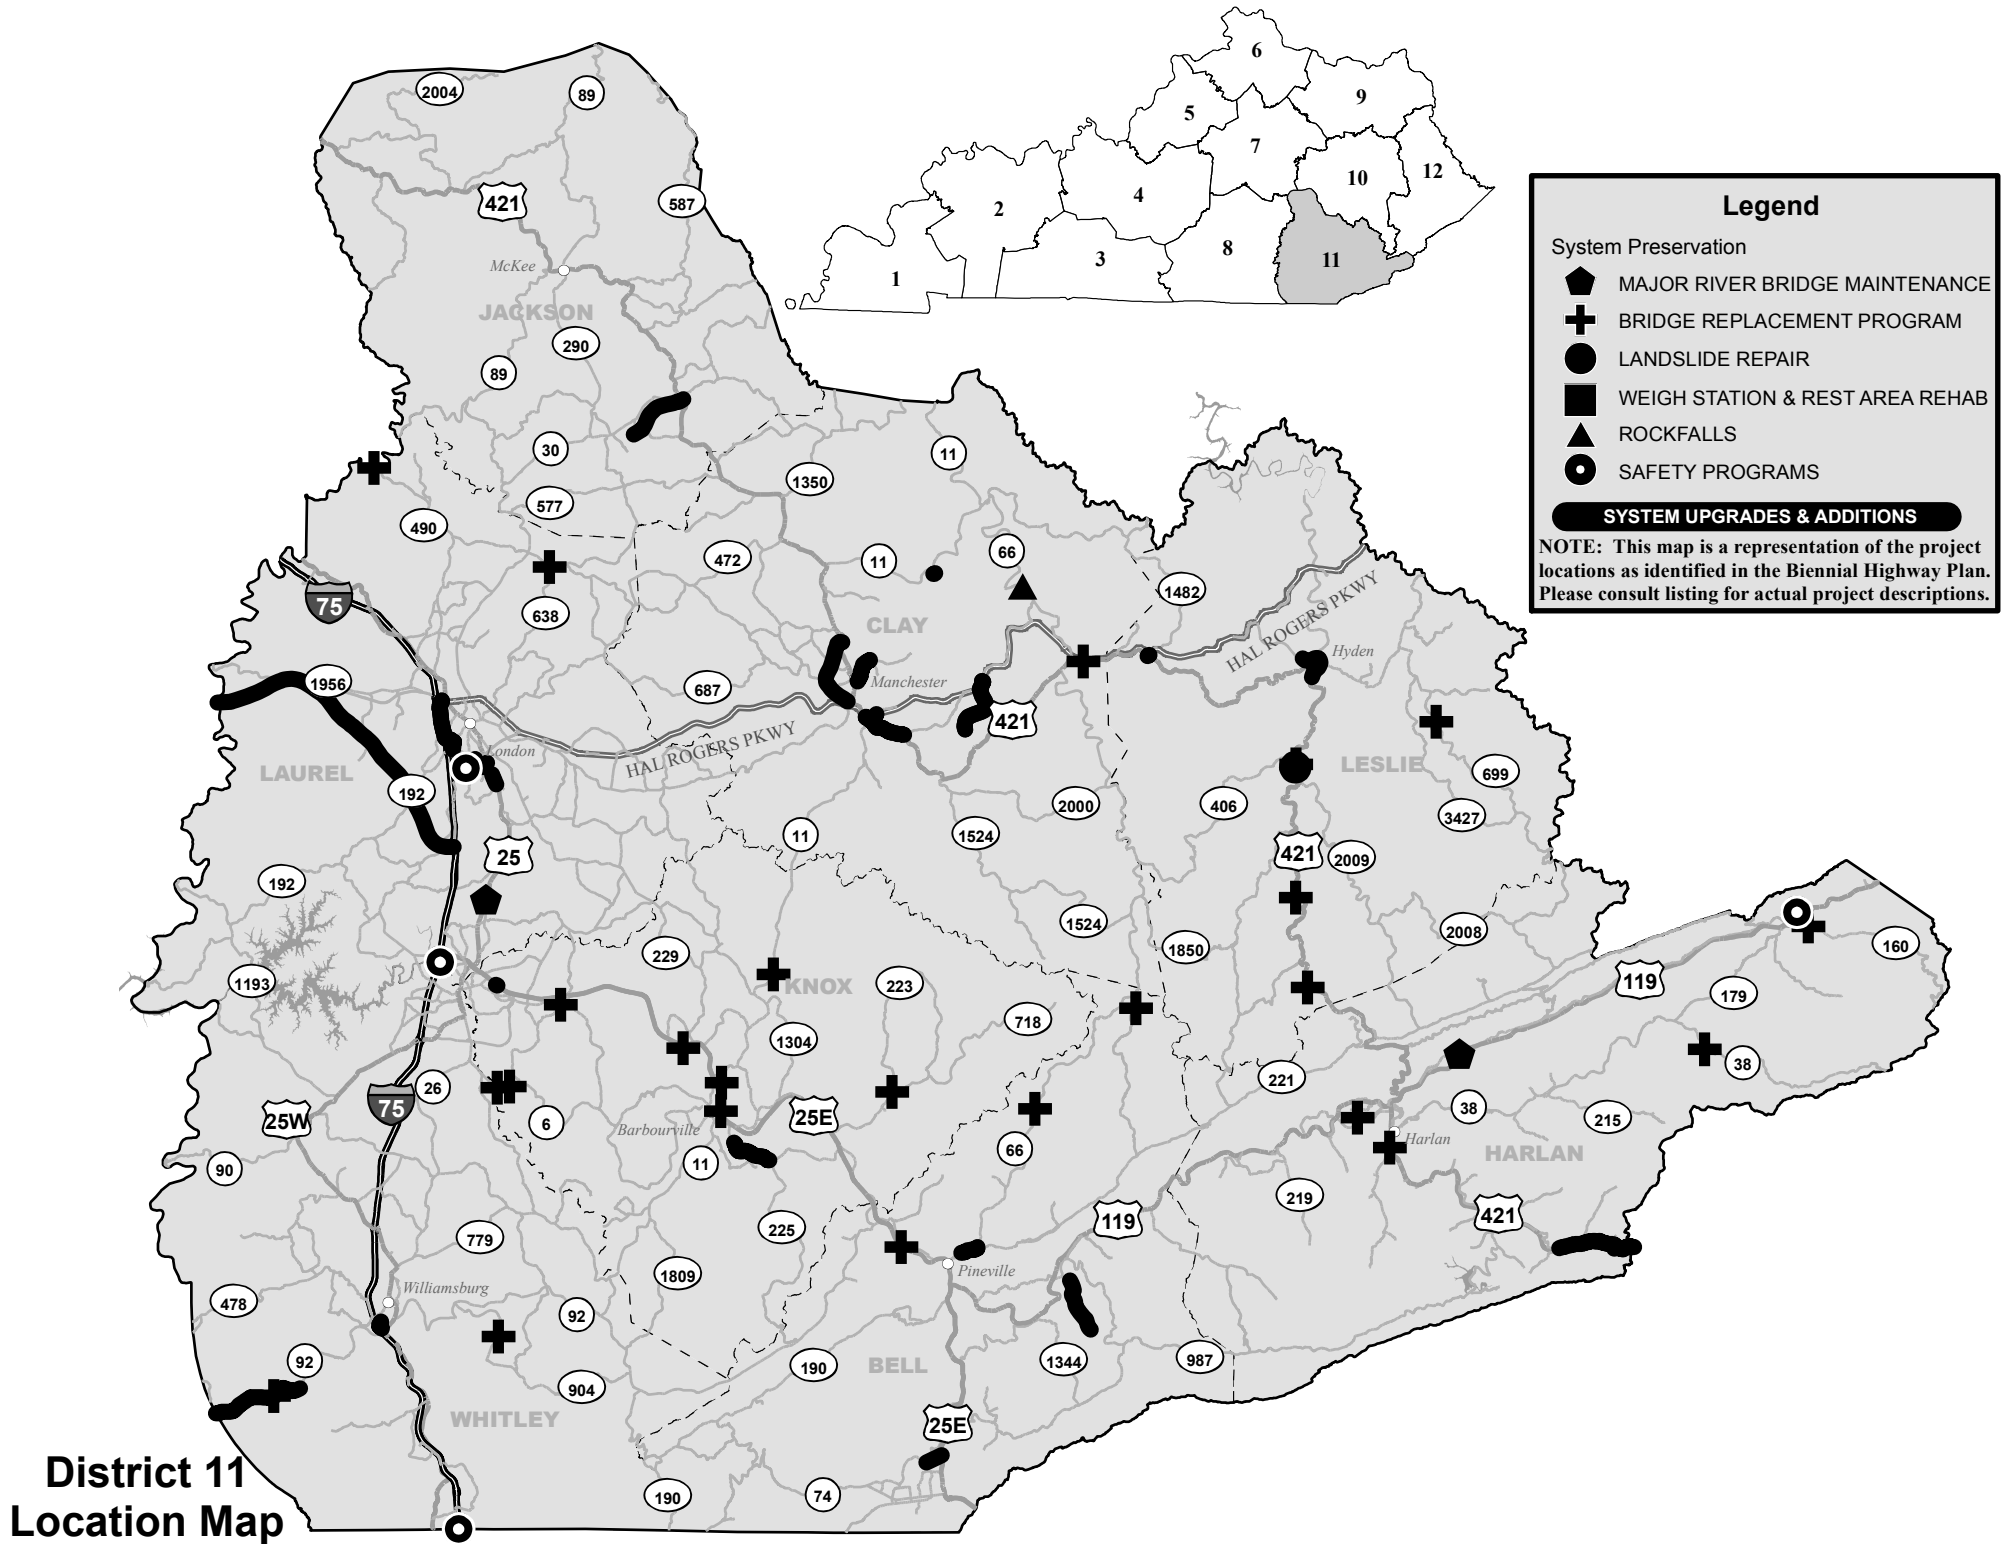 6
9
5
7
12
10
4
2
8
3
11
1
Legend
System Preservation
MAJOR RIVER BRIDGE MAINTENANCE
BRIDGE REPLACEMENT PROGRAM
LANDSLIDE REPAIR
WEIGH STATION & REST AREA REHAB
ROCKFALLS
SAFETY PROGRAMS
SYSTEM UPGRADES & ADDITIONS
NOTE: This map is a representation of the project
locations as identified in the Biennial Highway Plan.
Please consult listing for actual project descriptions.
2004
89
421
587
McKee
JACKSON
290
89
30
11
1350
577
490
472
11
66
1482
75
638
CLAY
HAL ROGERS PKWY
Hyden
1956
687
Manchester
421
London
HAL ROGERS PKWY
LAUREL
LESLIE
699
192
2000
406
3427
1524
11
25
421
2009
192
1524
2008
160
229
1850
1193
KNOX
223
119
179
718
1304
38
221
75
26
25W
6
25E
38
215
Barbourville
Harlan
66
HARLAN
11
90
219
421
119
225
779
Pineville
1809
Williamsburg
478
92
92
190
BELL
1344
987
904
WHITLEY
25E
190
74
District 11
Location Map